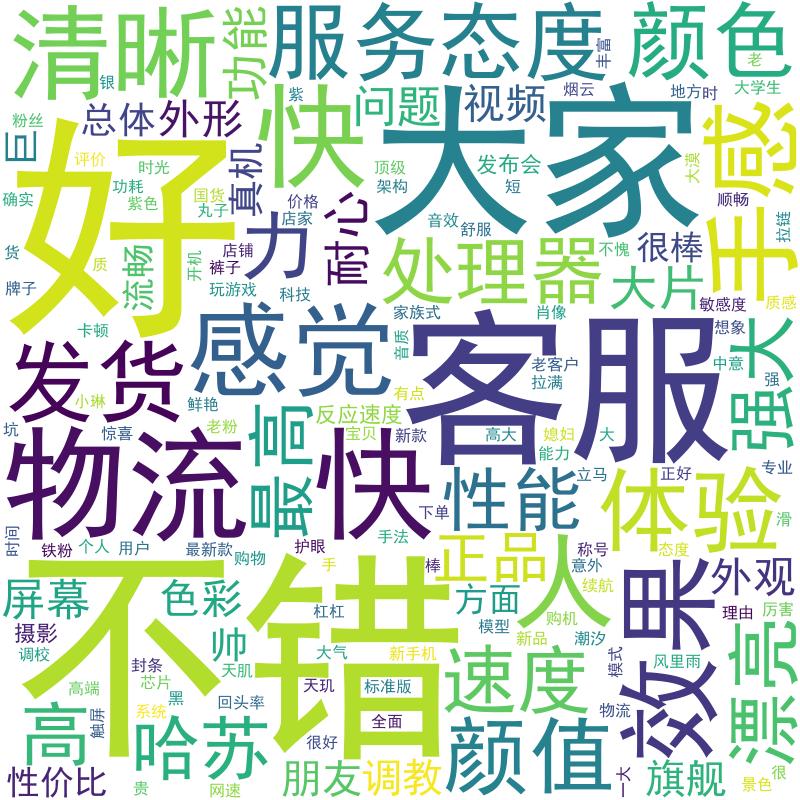 清晰
功能
服务态度
丰富
颜色
老
银
快
紫
烟云
地方时
大学生
粉丝
总体
外形
问题
视频
大家
巨
好
评价
时光
真机
顶级
架构
发布会
短
大漠
手感
确实
功耗
紫色
国货
丸子
价格
店家
耐心
音效
舒服
顺畅
拉链
货
质
流畅
开机
店铺
裤子
力
处理器
不愧
很棒
牌子
玩游戏
科技
大片
敏感度
质感
卡顿
感觉
家族式
音质
肖像
想象
发货
客服
老客户
拉满
中意
强
强大
小琳
鲜艳
有点
坑
惊喜
老粉
最高
反应速度
宝贝
新款
高大
媳妇
大
能力
物流
快
性能
立马
正好
专业
体验
下单
滑
时间
铁粉
个人
用户
最新款
购物
护眼
手法
正品
称号
态度
手
棒
人
意外
续航
效果
外观
不错
屏幕
色彩
方面
购机
理由
厉害
摄影
帅
杠杠
模型
新品
潮汐
漂亮
调校
封条
天肌
大气
新手机
速度
模式
风里雨
高端
芯片
天玑
标准版
高
触屏
系统
黑
回头率
全面
物流
哈苏
很好
颜值
性价比
贵
网速
朋友
调教
一大
旗舰
景色
很